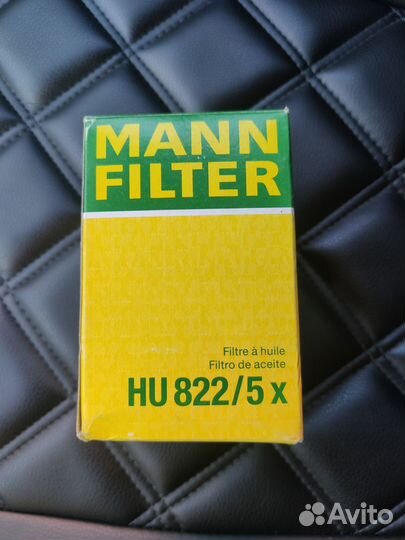 MANN
FILTER
Filtre à huile
Filtro de aceite
HU 822/5 x
Avito